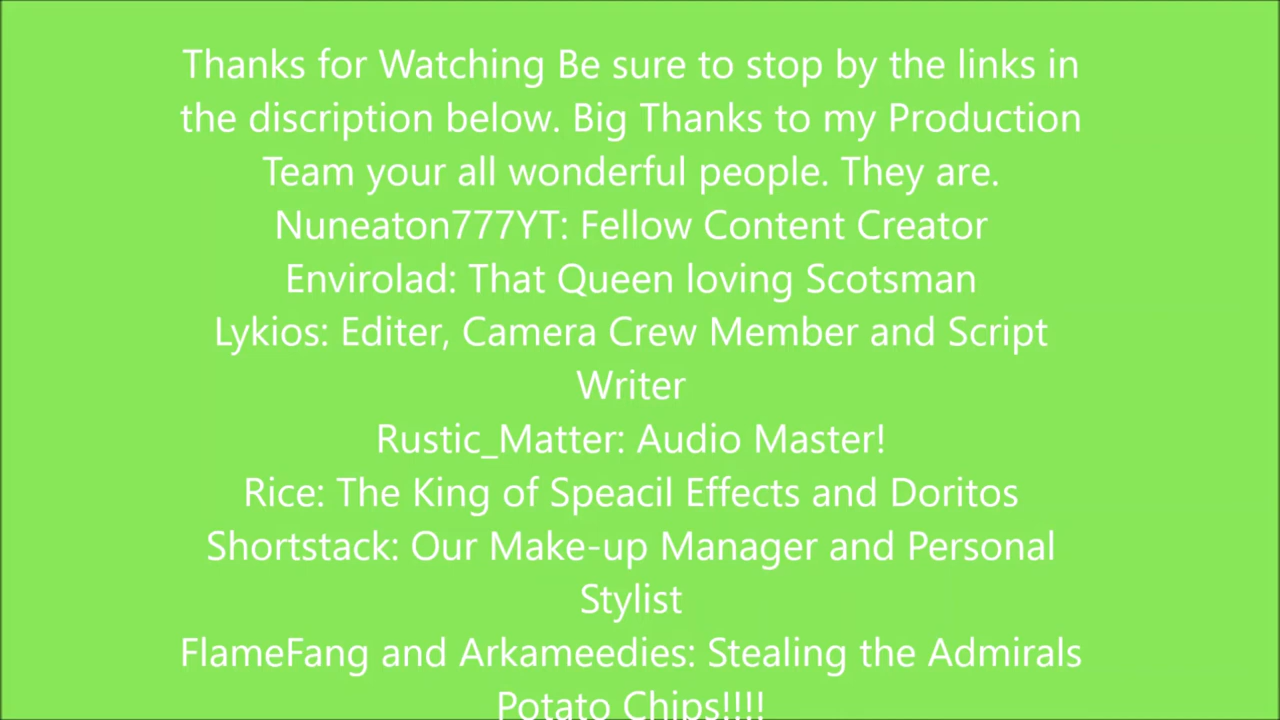 Thanks for Watching Be sure to stop by the links in
the discription below. Big Thanks to my Production
Team your all wonderful people. They are.
Nuneaton777YT: Fellow Content Creator
Envirolad: That Queen loving Scotsman
Lykios: Editer, Camera Crew Member and Script
Writer
Rustic_Matter: Audio Master!
Rice: The King of Speacil Effects and Doritos
Shortstack: Our Make-up Manager and Personal
Stylist
FlameFang and Arkameedies: Stealing the Admirals
Potato Chips!!!!